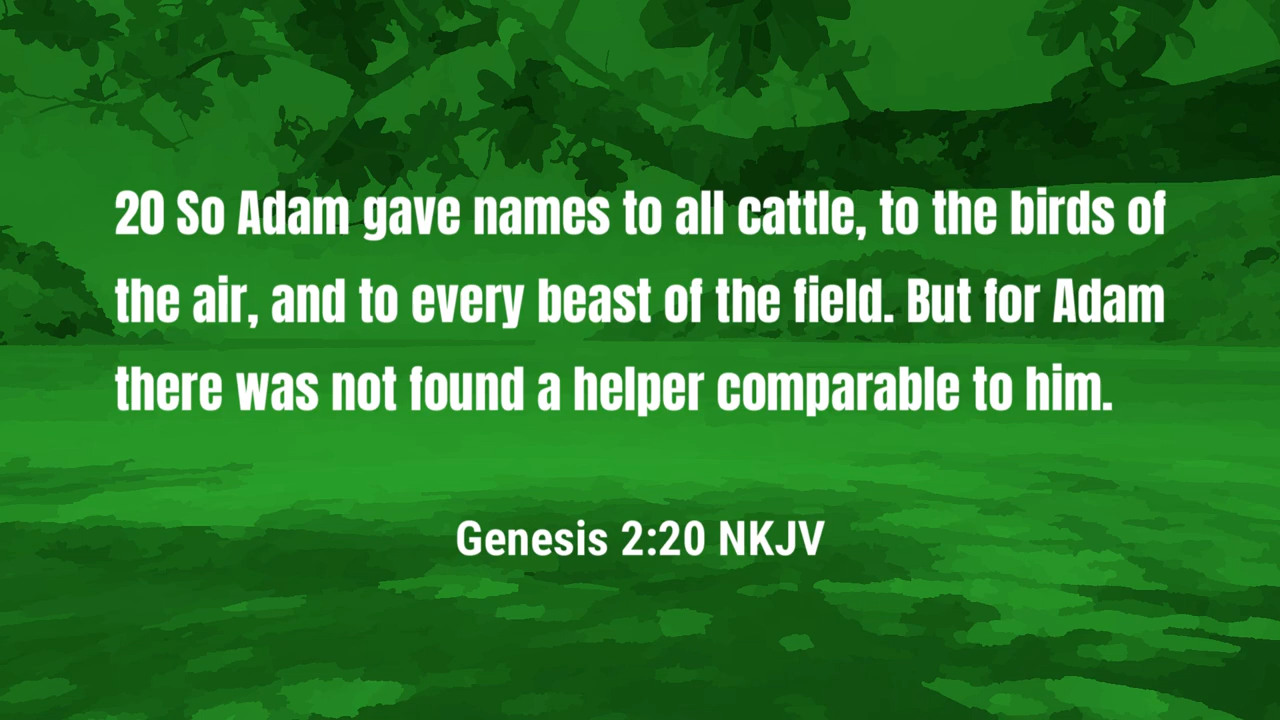 20 So Adam gave names to all cattle, to the birds of
the air, and to every beast of the field. But for Adam
there was not found a helper comparable to him.
Genesis 2:20 NKJV